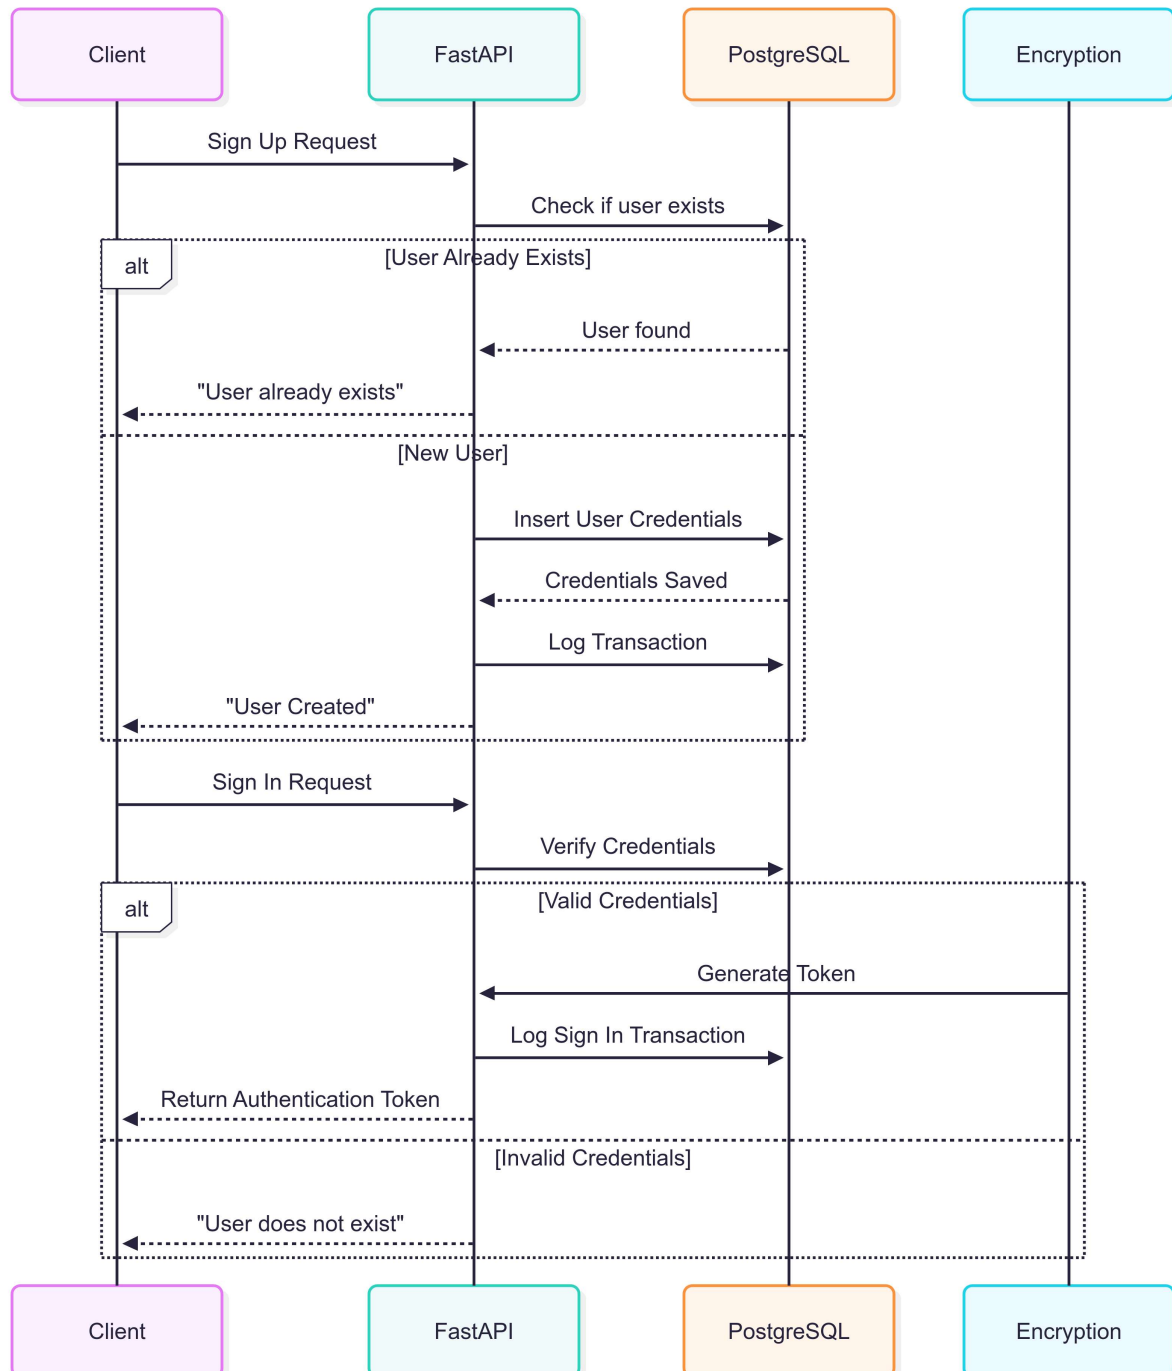 Client
FastAPI
PostgreSQL
Encryption
Sign Up Request
Check if user exists
alt
[User Already Exists]
User found
"User already exists"
[New User]
Insert User Credentials
Credentials Saved
Log Transaction
"User Created"
Sign In Request
Verify Credentials
alt
[Valid Credentials]
Generate Token
Log Sign In Transaction
Return Authentication Token
[Invalid Credentials]
"User does not exist"
Client
FastAPI
PostgreSQL
Encryption